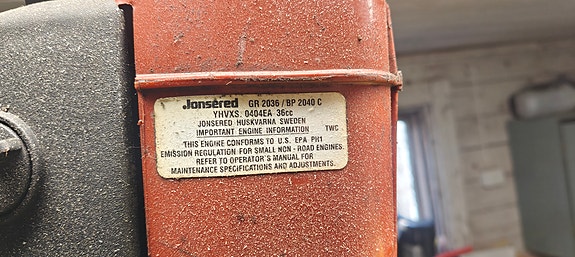 Jonsered GR 2036 / BP 2040 C
YHVXS. 0404EA 36cc
JONSERED HUSKVARNA SWEDEN
IMPORTANT ENGINE INFORMATION TWC
THIS ENGINE CONFORMS TO U.S. EPA PH1
EMISSION REGULATION FOR SMALL NON - ROAD ENGINES.
REFER TO OPERATOR'S MANUAL FOR
MAINTENANCE SPECIFICATIONS AND ADJUSTMENTS.